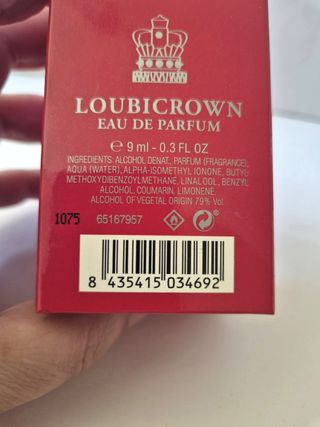 LOUBICROWN
EAU DE PARFUM
℮ 9 ml - 0.3 FL OZ
INGREDIENTS: ALCOHOL DENAT, PARFUM (FRAGRANCE),
AQUA (WATER), ALPHA-ISOMETHYL IONONE, BUTYL
METHOXYDIBENZOYLMETHANE, LINALOOL, BENZYL
ALCOHOL, COUMARIN, LIMONENE.
ALCOHOL OF VEGETAL ORIGIN 79% Vol.
1075 65167957
8 435415 034692